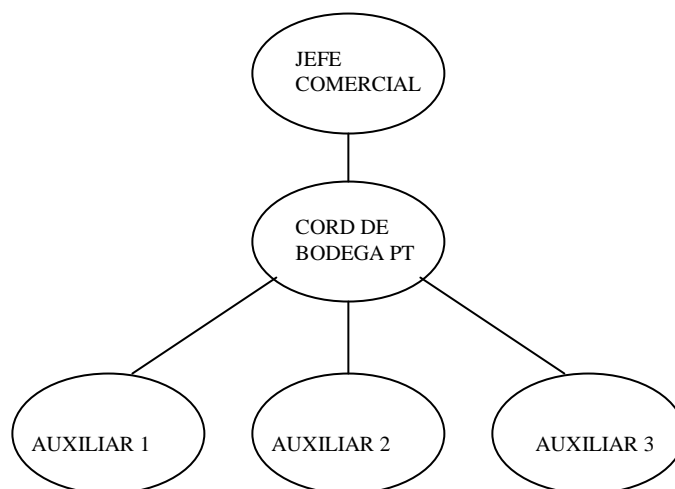 JEFE
COMERCIAL
CORD DE
BODEGA PT
AUXILIAR 1
AUXILIAR 2
AUXILIAR 3